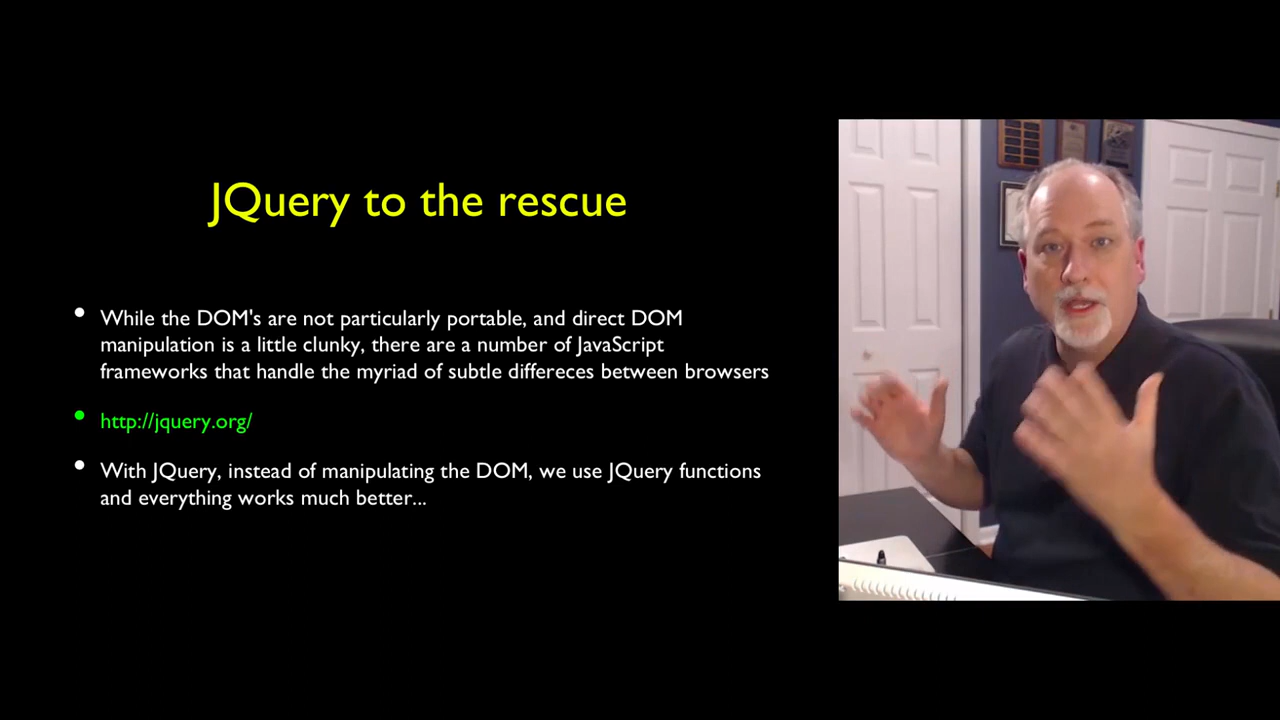 JQuery to the rescue
• While the DOM's are not particularly portable, and direct DOM
manipulation is a little clunky, there are a number of JavaScript
frameworks that handle the myriad of subtle differeces between browsers
• http://jquery.org/
• With JQuery, instead of manipulating the DOM, we use JQuery functions
and everything works much better...